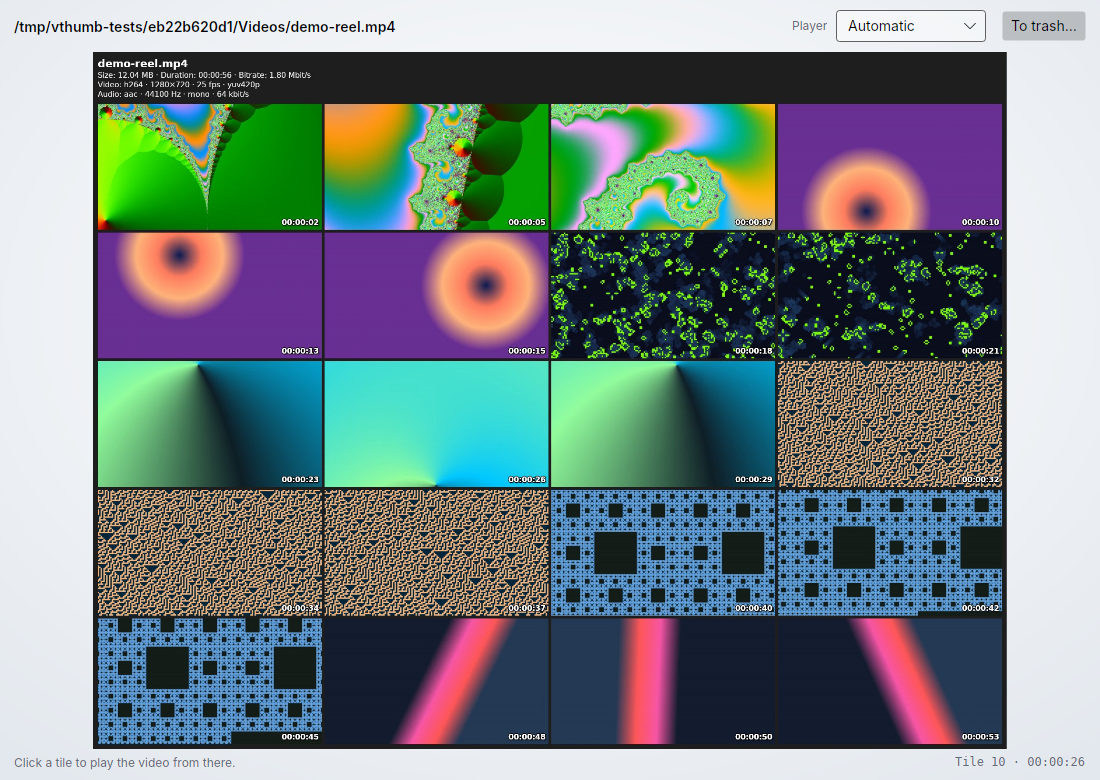 /tmp/vthumb-tests/eb22b620d1/Videos/demo-reel.mp4
Player
Automatic
To trash...
demo-reel.mp4
Size: 12.04 MB · Duration: 00:00:56 · Bitrate: 1.80 Mbit/s
Video: h264 · 1280×720 · 25 fps · yuv420p
Audio: aac · 44100 Hz · mono · 64 kbit/s
00:00:02
00:00:05
00:00:07
00:00:10
00:00:13
00:00:15
00:00:18
00:00:21
00:00:23
00:00:26
00:00:29
00:00:32
00:00:34
00:00:37
00:00:40
00:00:42
00:00:45
00:00:48
00:00:50
00:00:53
Click a tile to play the video from there.
Tile 10 · 00:00:26